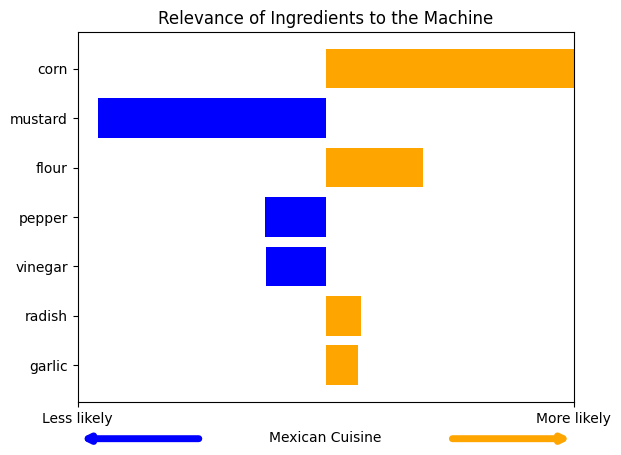 Relevance of Ingredients to the Machine
corn
mustard
flour
pepper
vinegar
radish
garlic
Less likely
More likely
Mexican Cuisine